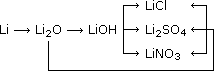 LiCl
Li → Li₂O → LiOH → Li₂SO₄
LiNO₃